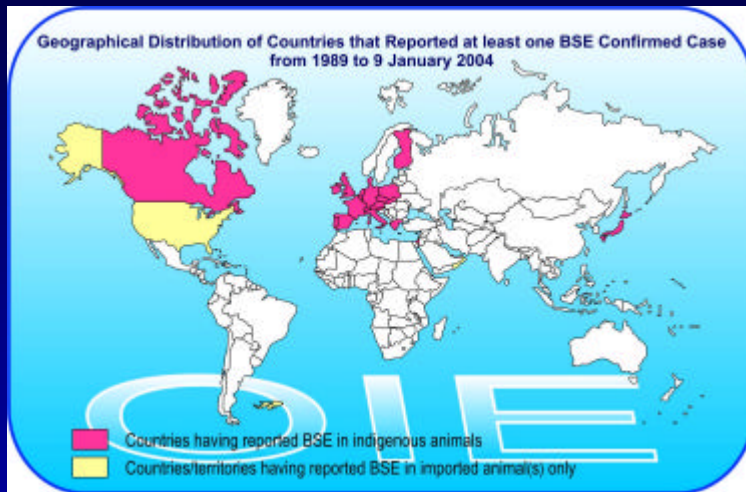 Geographical Distribution of Countries that Reported at least one BSE Confirmed Case
from 1989 to 9 January 2004
OIE
Countries having reported BSE in indigenous animals
Countries/territories having reported BSE in imported animal(s) only